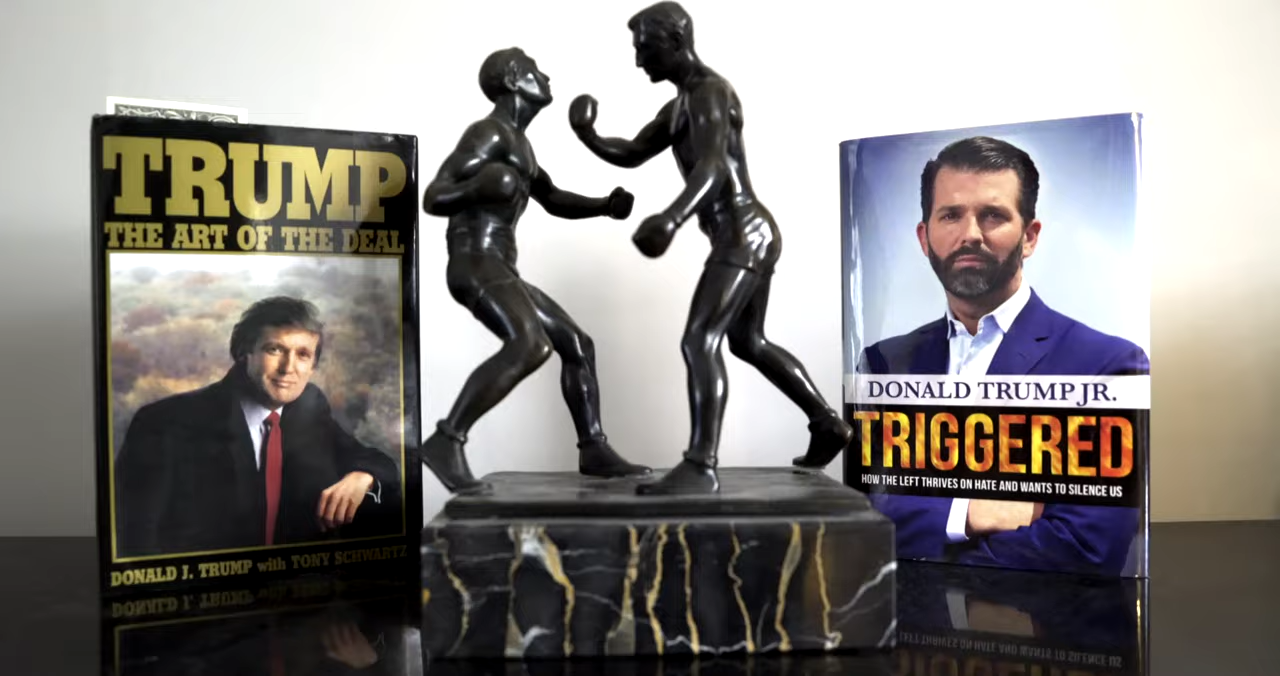 TRUMP
THE ART OF THE DEAL
DONALD J. TRUMP with TONY SCHWARTZ
DONALD TRUMP JR.
TRIGGERED
HOW THE LEFT THRIVES ON HATE AND WANTS TO SILENCE US